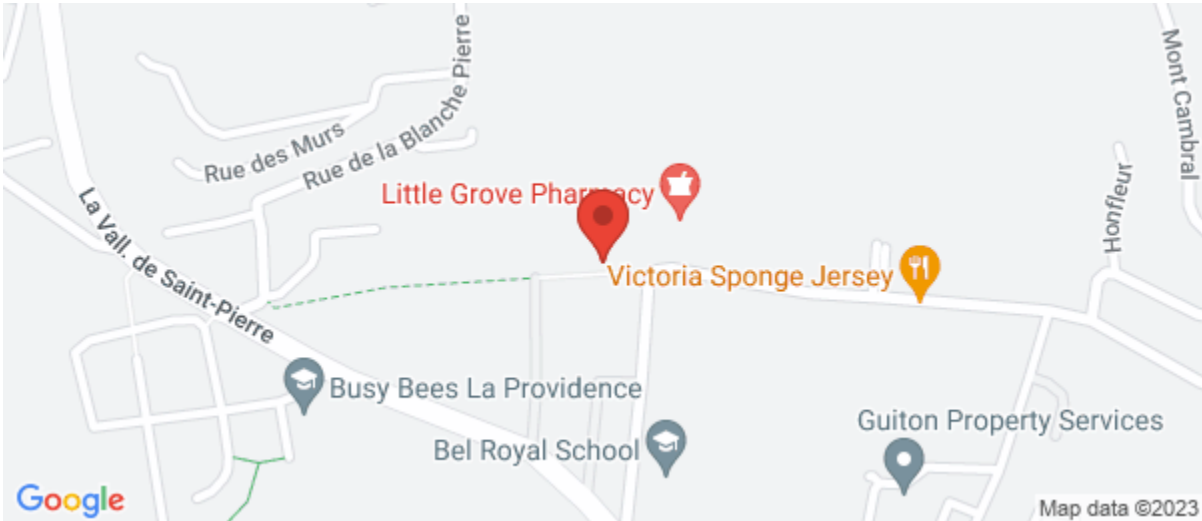 Mont Cambral
Rue des Murs
Rue de la Blanche Pierre
Little Grove Pharmacy
Honfleur
La Vall. de Saint-Pierre
Victoria Sponge Jersey
Busy Bees La Providence
Guiton Property Services
Bel Royal School
Google
Map data ©2023